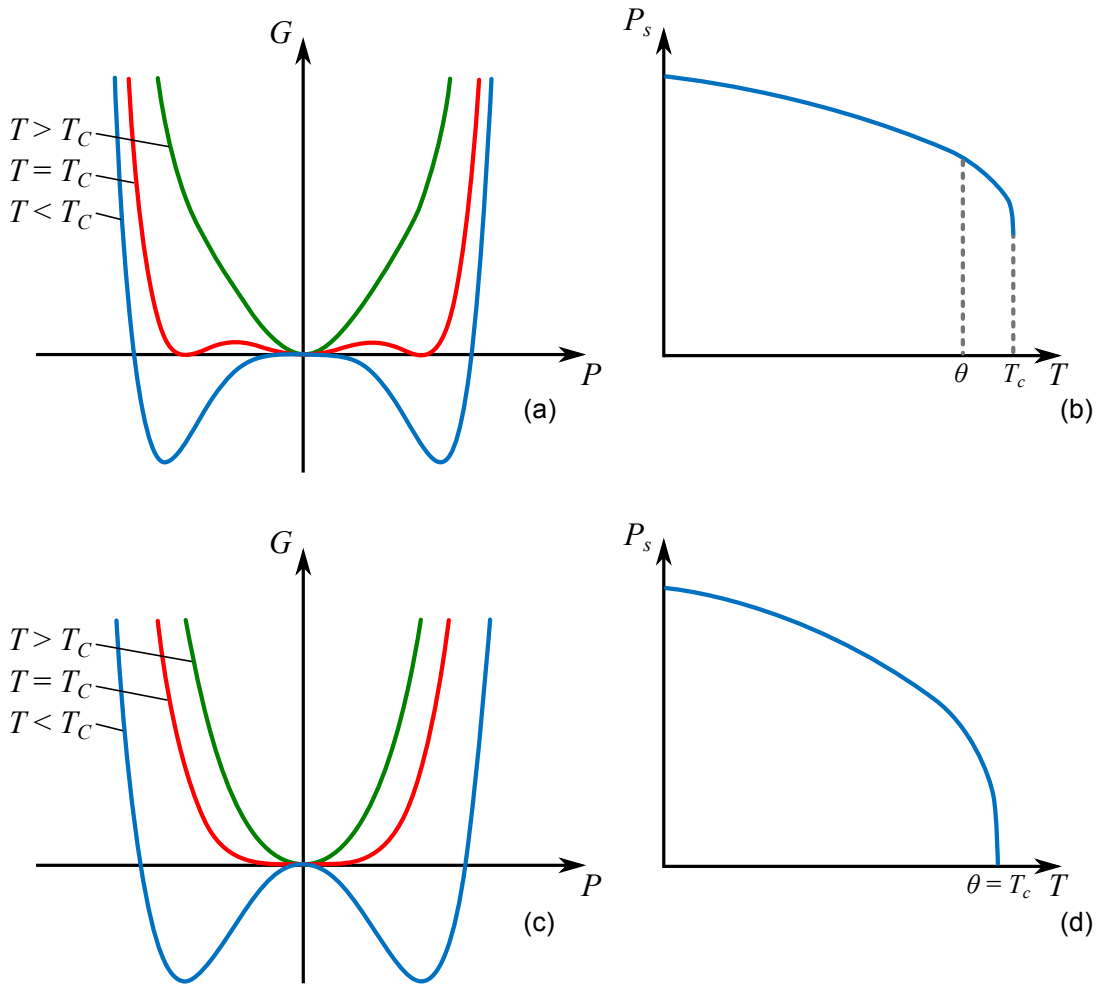 G
T > T_C
T = T_C
T < T_C
P
(a)
P_s
θ
T_c
T
(b)
G
T > T_C
T = T_C
T < T_C
P
(c)
P_s
θ = T_c
T
(d)